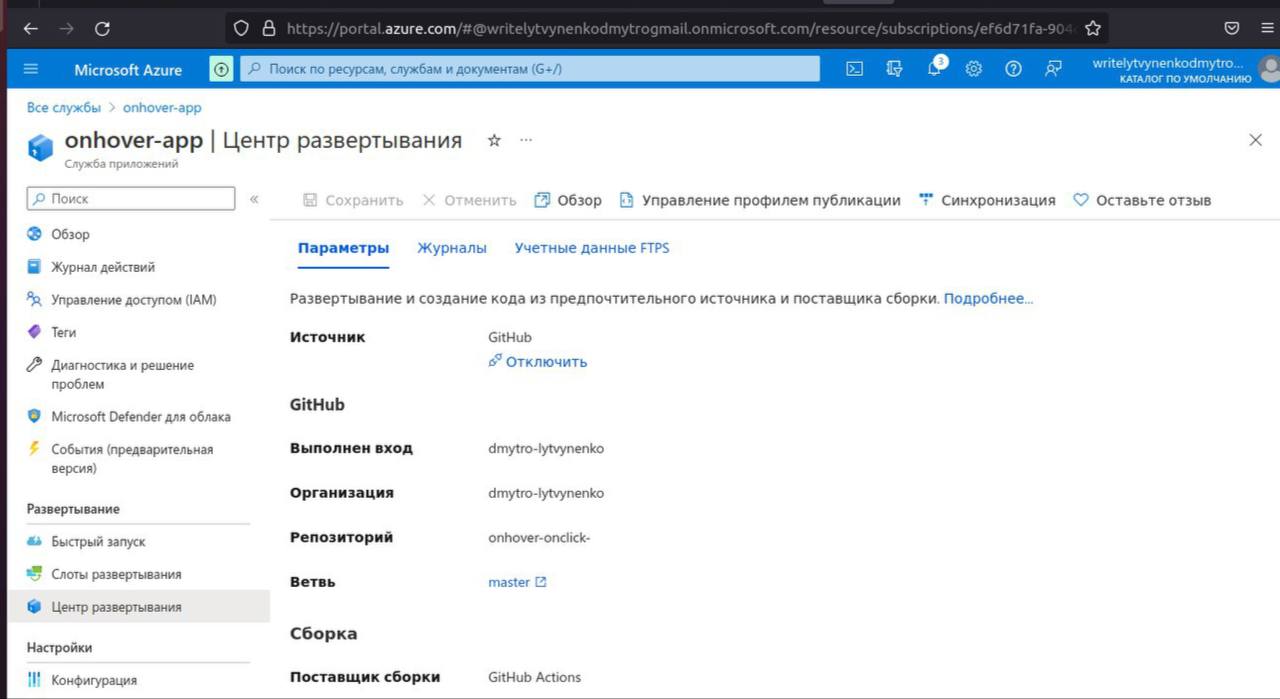 https://portal.azure.com/#@writelytvynenkodmytrogmail.onmicrosoft.com/resource/subscriptions/ef6d71fa-904
Microsoft Azure
Поиск по ресурсам, службам и документам (G+/)
3
writelytvynenkodmytro...
КАТАЛОГ ПО УМОЛЧАНИЮ
Все службы > onhover-app
onhover-app | Центр развертывания ...
Служба приложений
Поиск
«
Сохранить Отменить Обзор Управление профилем публикации Синхронизация Оставьте отзыв
Обзор
Журнал действий
Управление доступом (IAM)
Теги
Диагностика и решение
проблем
Microsoft Defender для облака
События (предварительная
версия)
Развертывание
Быстрый запуск
Слоты развертывания
Центр развертывания
Настройки
Конфигурация
Параметры Журналы Учетные данные FTPS
Развертывание и создание кода из предпочтительного источника и поставщика сборки. Подробнее...
Источник GitHub
Отключить
GitHub
Выполнен вход dmytro-lytvynenko
Организация dmytro-lytvynenko
Репозиторий onhover-onclick-
Ветвь master
Сборка
Поставщик сборки GitHub Actions